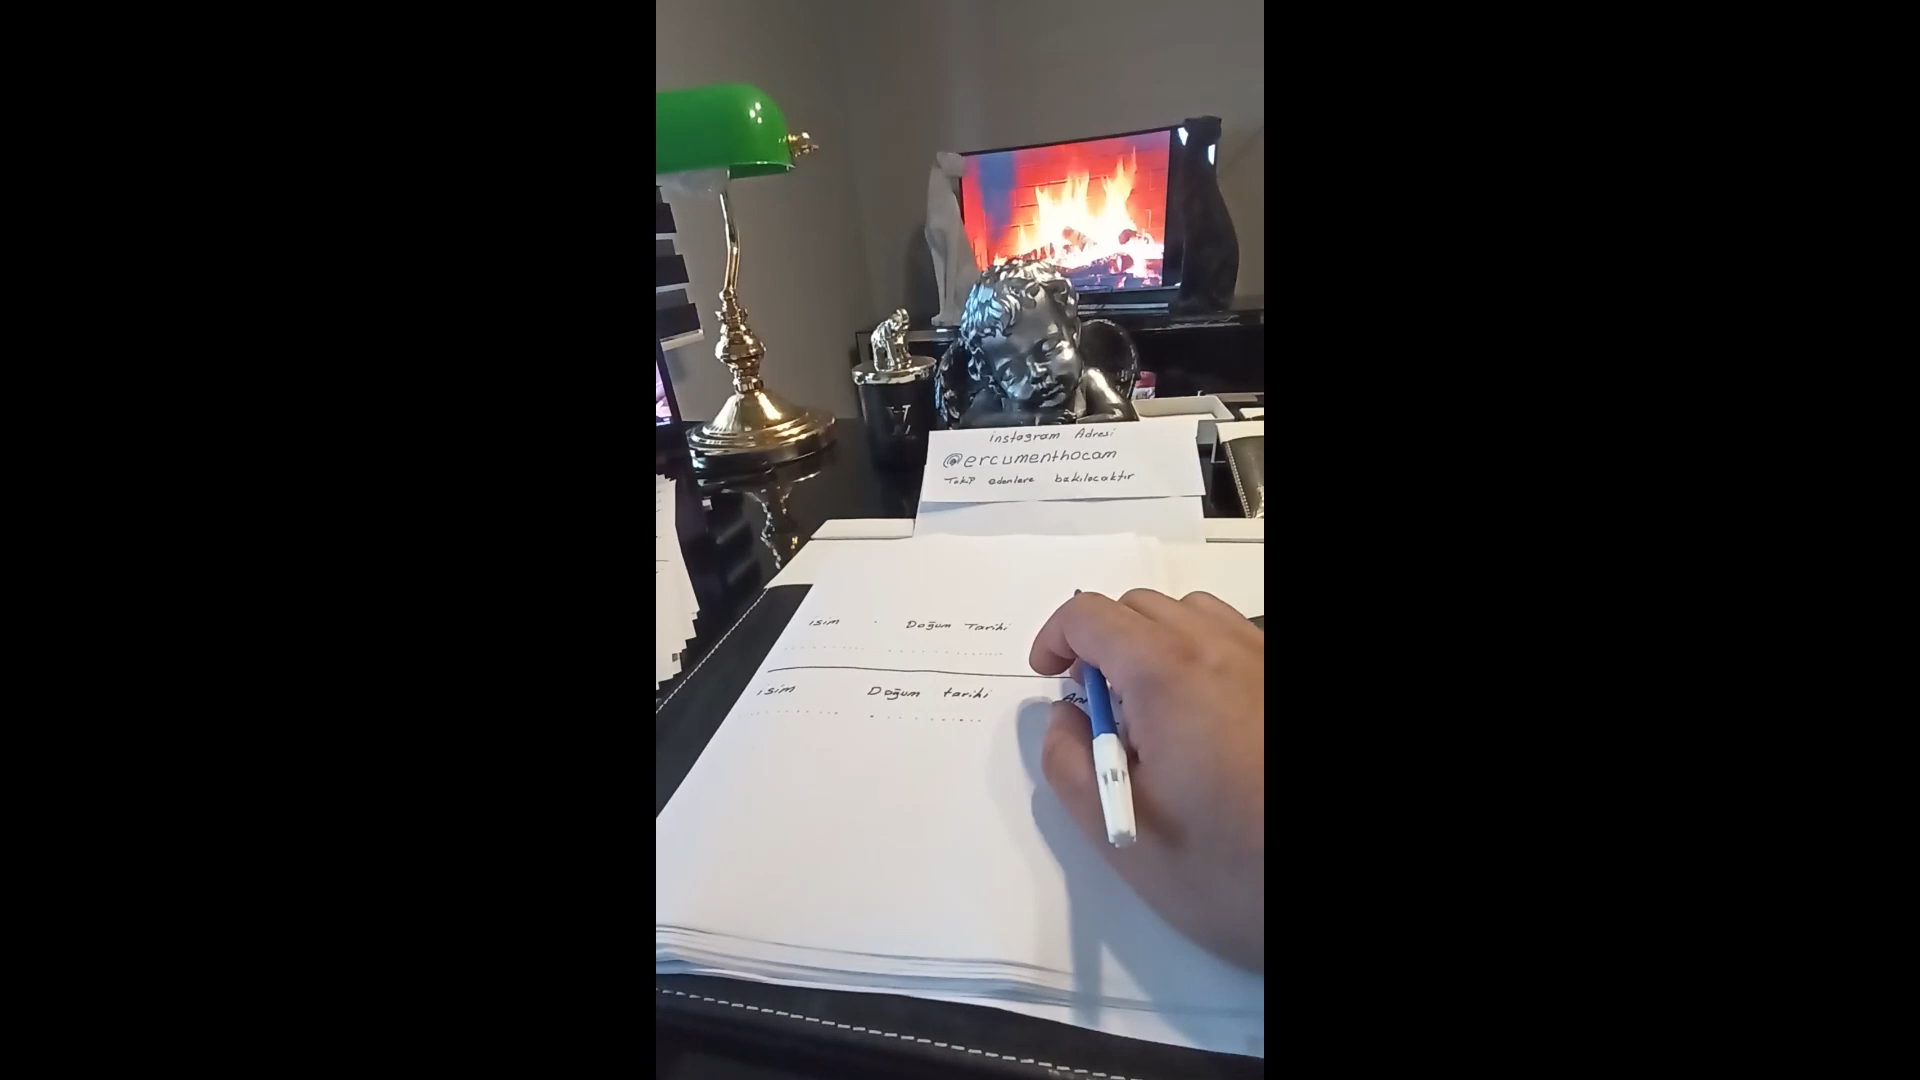 instagram Adresi
@ercumenthocam
Takip edenlere bakılacaktır
isim Doğum Tarihi
isim Doğum tarihi